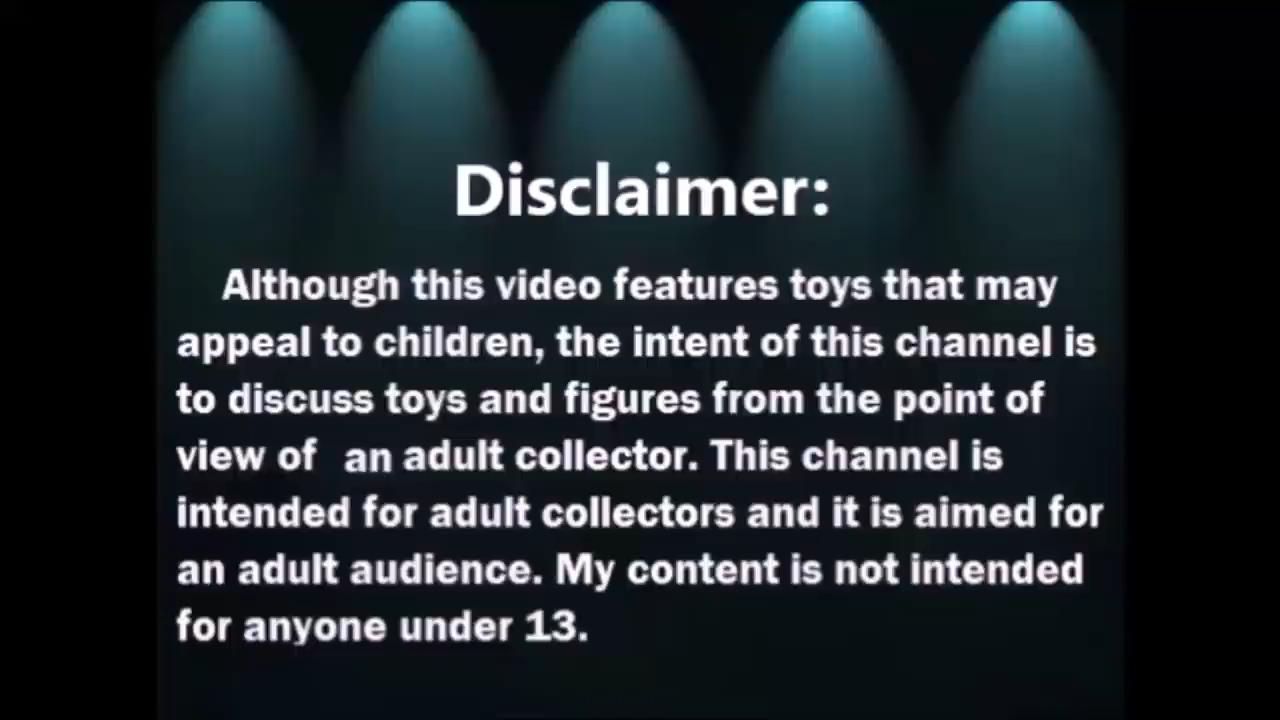 Disclaimer:
Although this video features toys that may
appeal to children, the intent of this channel is
to discuss toys and figures from the point of
view of an adult collector. This channel is
intended for adult collectors and it is aimed for
an adult audience. My content is not intended
for anyone under 13.